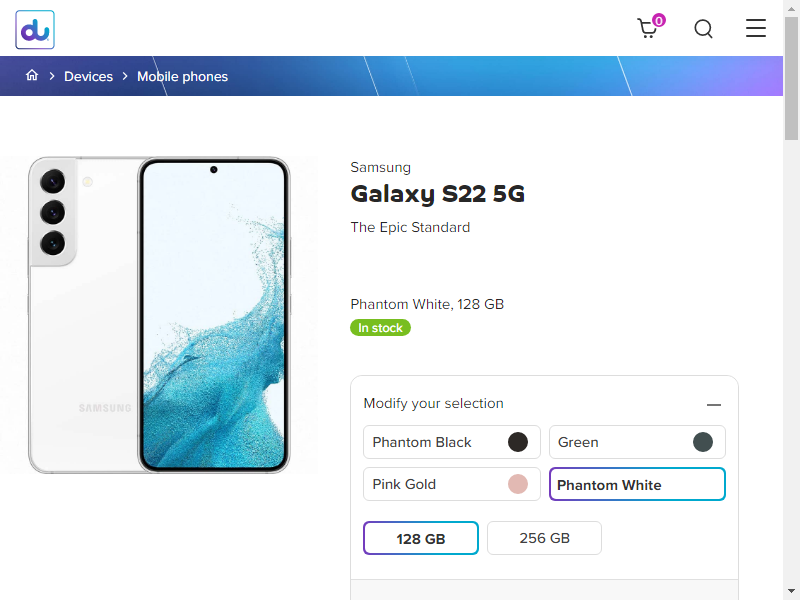 du
0
Devices
Mobile phones
Samsung
Galaxy S22 5G
The Epic Standard
Phantom White, 128 GB
In stock
SAMSUNG
Modify your selection
Phantom Black
Green
Pink Gold
Phantom White
128 GB
256 GB